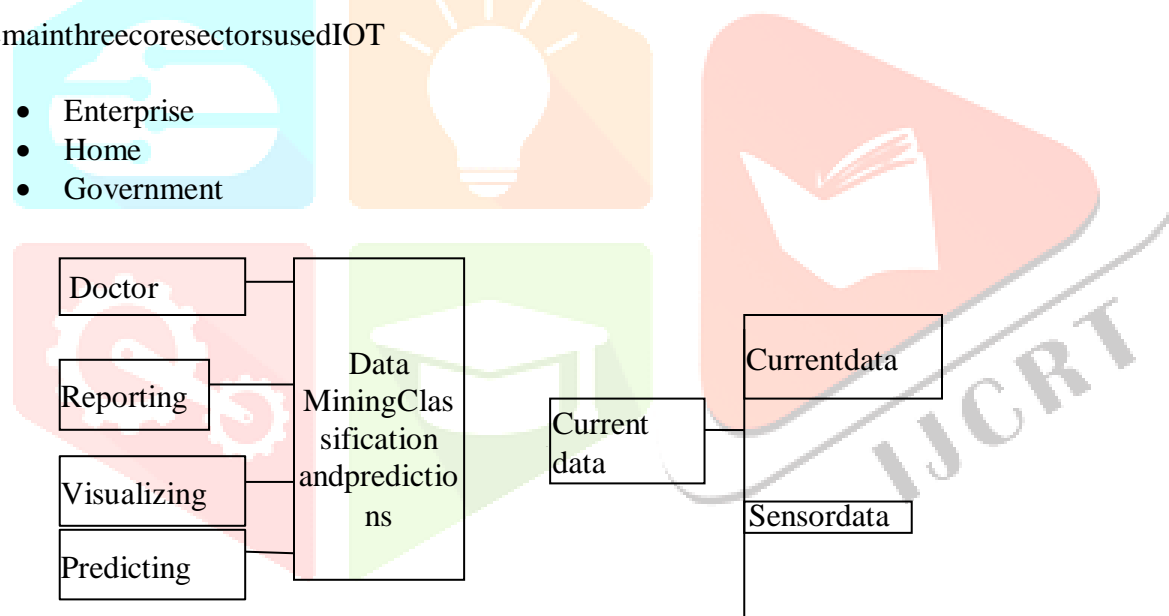 mainthreecoresectorsusedIOT
• Enterprise
• Home
• Government
Doctor
Reporting
Visualizing
Predicting
Data
MiningClas
sification
andpredictio
ns
Current
data
Currentdata
Sensordata
IJCRT